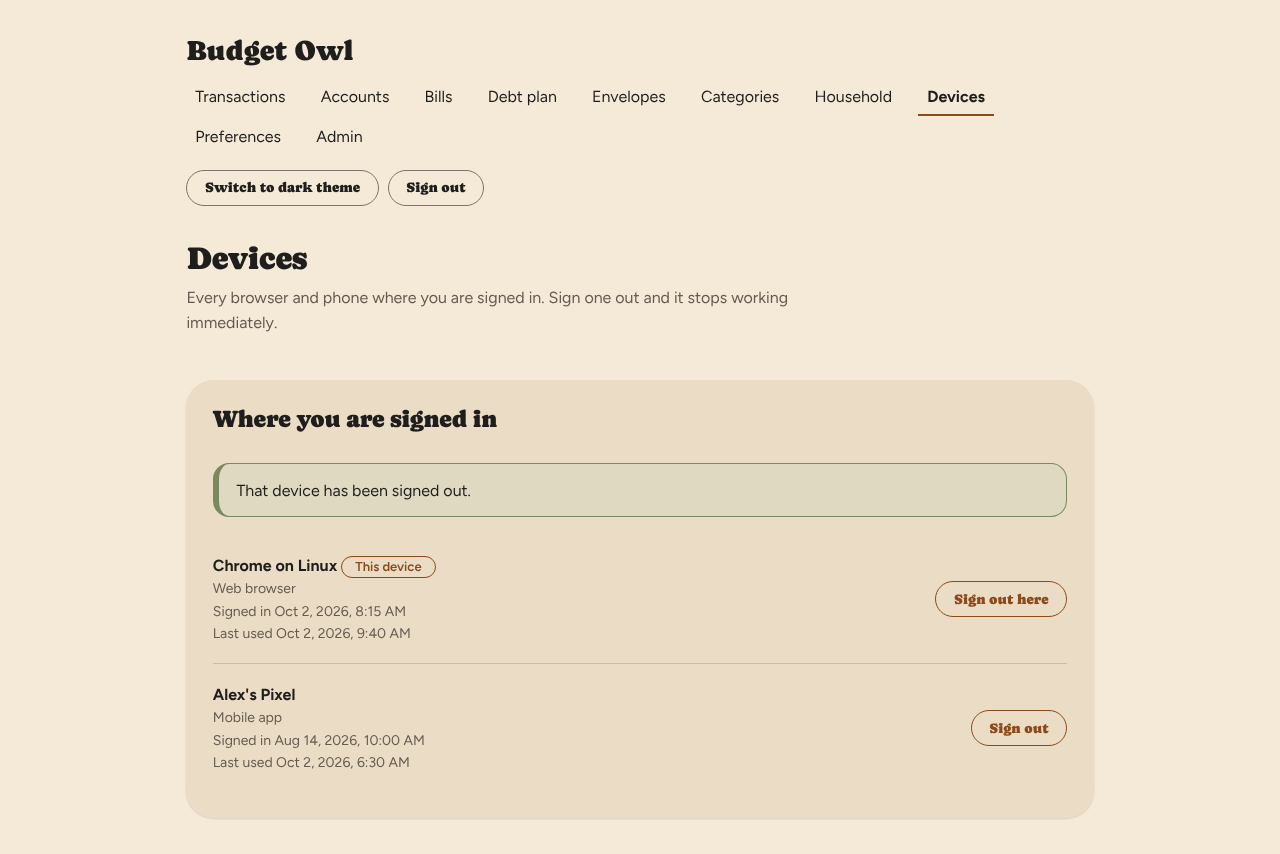 Budget Owl
Transactions Accounts Bills Debt plan Envelopes Categories Household Devices
Preferences Admin
Switch to dark theme Sign out
Devices
Every browser and phone where you are signed in. Sign one out and it stops working
immediately.
Where you are signed in
That device has been signed out.
Chrome on Linux This device
Web browser
Signed in Oct 2, 2026, 8:15 AM
Last used Oct 2, 2026, 9:40 AM
Sign out here
Alex's Pixel
Mobile app
Signed in Aug 14, 2026, 10:00 AM
Last used Oct 2, 2026, 6:30 AM
Sign out